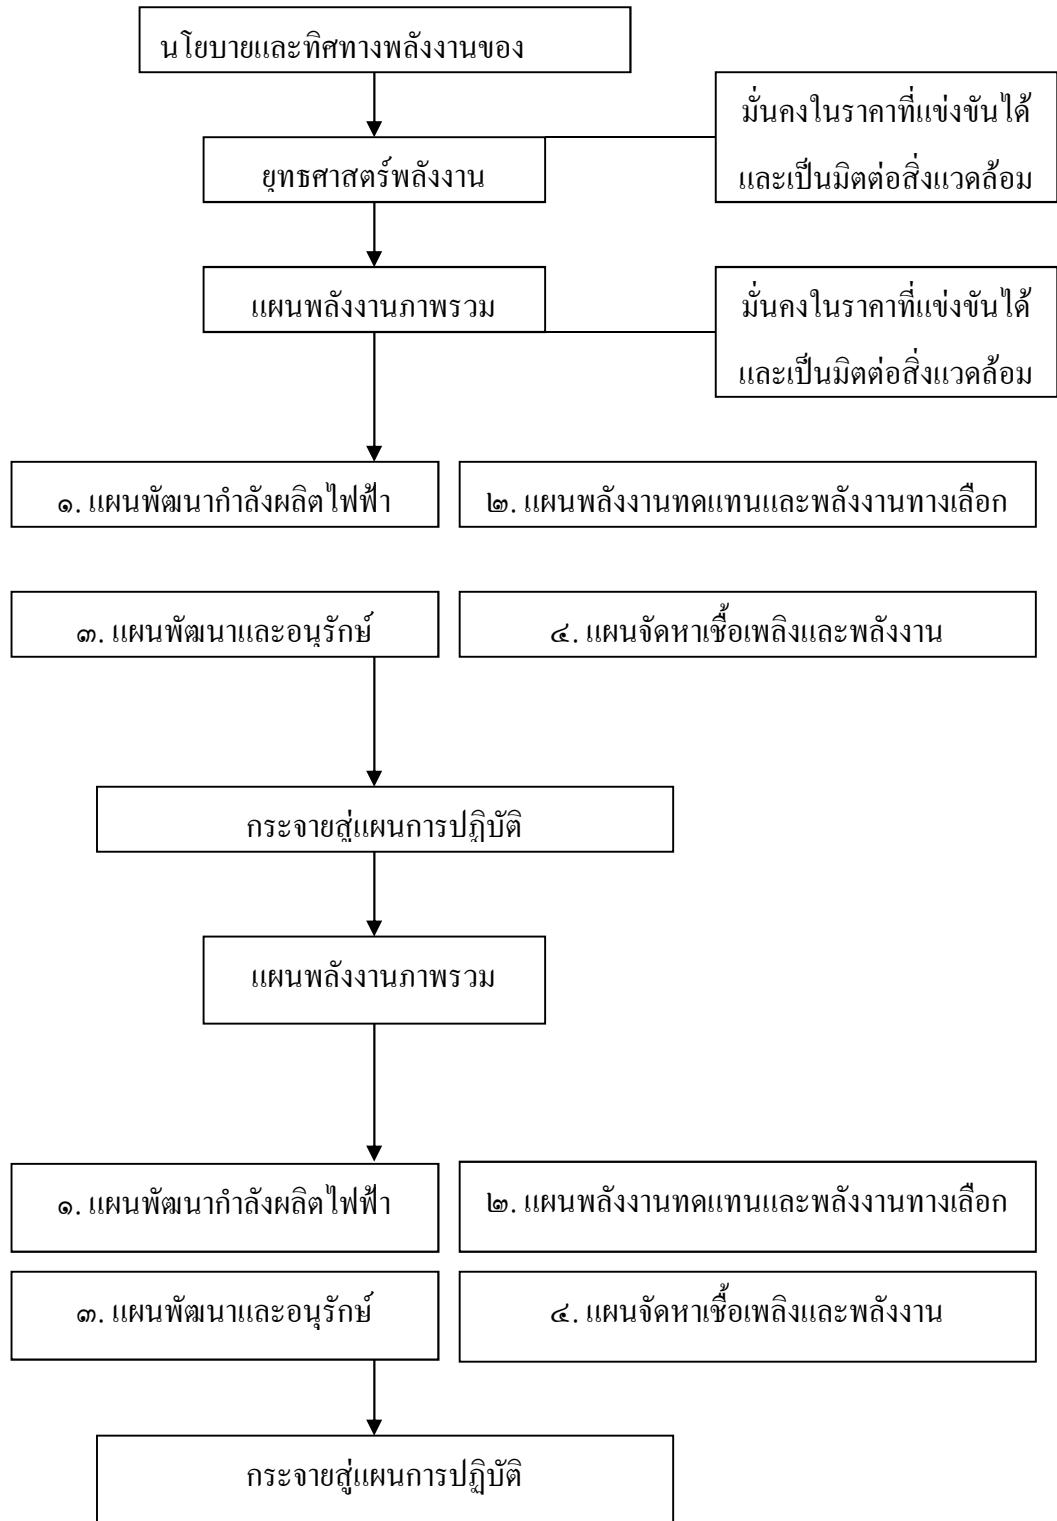 นโยบายและทิศทางพลังงานของ
มั่นคงในราคาที่แข่งขันได้
และเป็นมิตต่อสิ่งแวดล้อม
ยุทธศาสตร์พลังงาน
แผนพลังงานภาพรวม
มั่นคงในราคาที่แข่งขันได้
และเป็นมิตต่อสิ่งแวดล้อม
๑. แผนพัฒนากำลังผลิตไฟฟ้า
๒. แผนพลังงานทดแทนและพลังงานทางเลือก
๓. แผนพัฒนาและอนุรักษ์
๔. แผนจัดหาเชื้อเพลิงและพลังงาน
กระจายสู่แผนการปฏิบัติ
แผนพลังงานภาพรวม
๑. แผนพัฒนากำลังผลิตไฟฟ้า
๒. แผนพลังงานทดแทนและพลังงานทางเลือก
๓. แผนพัฒนาและอนุรักษ์
๔. แผนจัดหาเชื้อเพลิงและพลังงาน
กระจายสู่แผนการปฏิบัติ